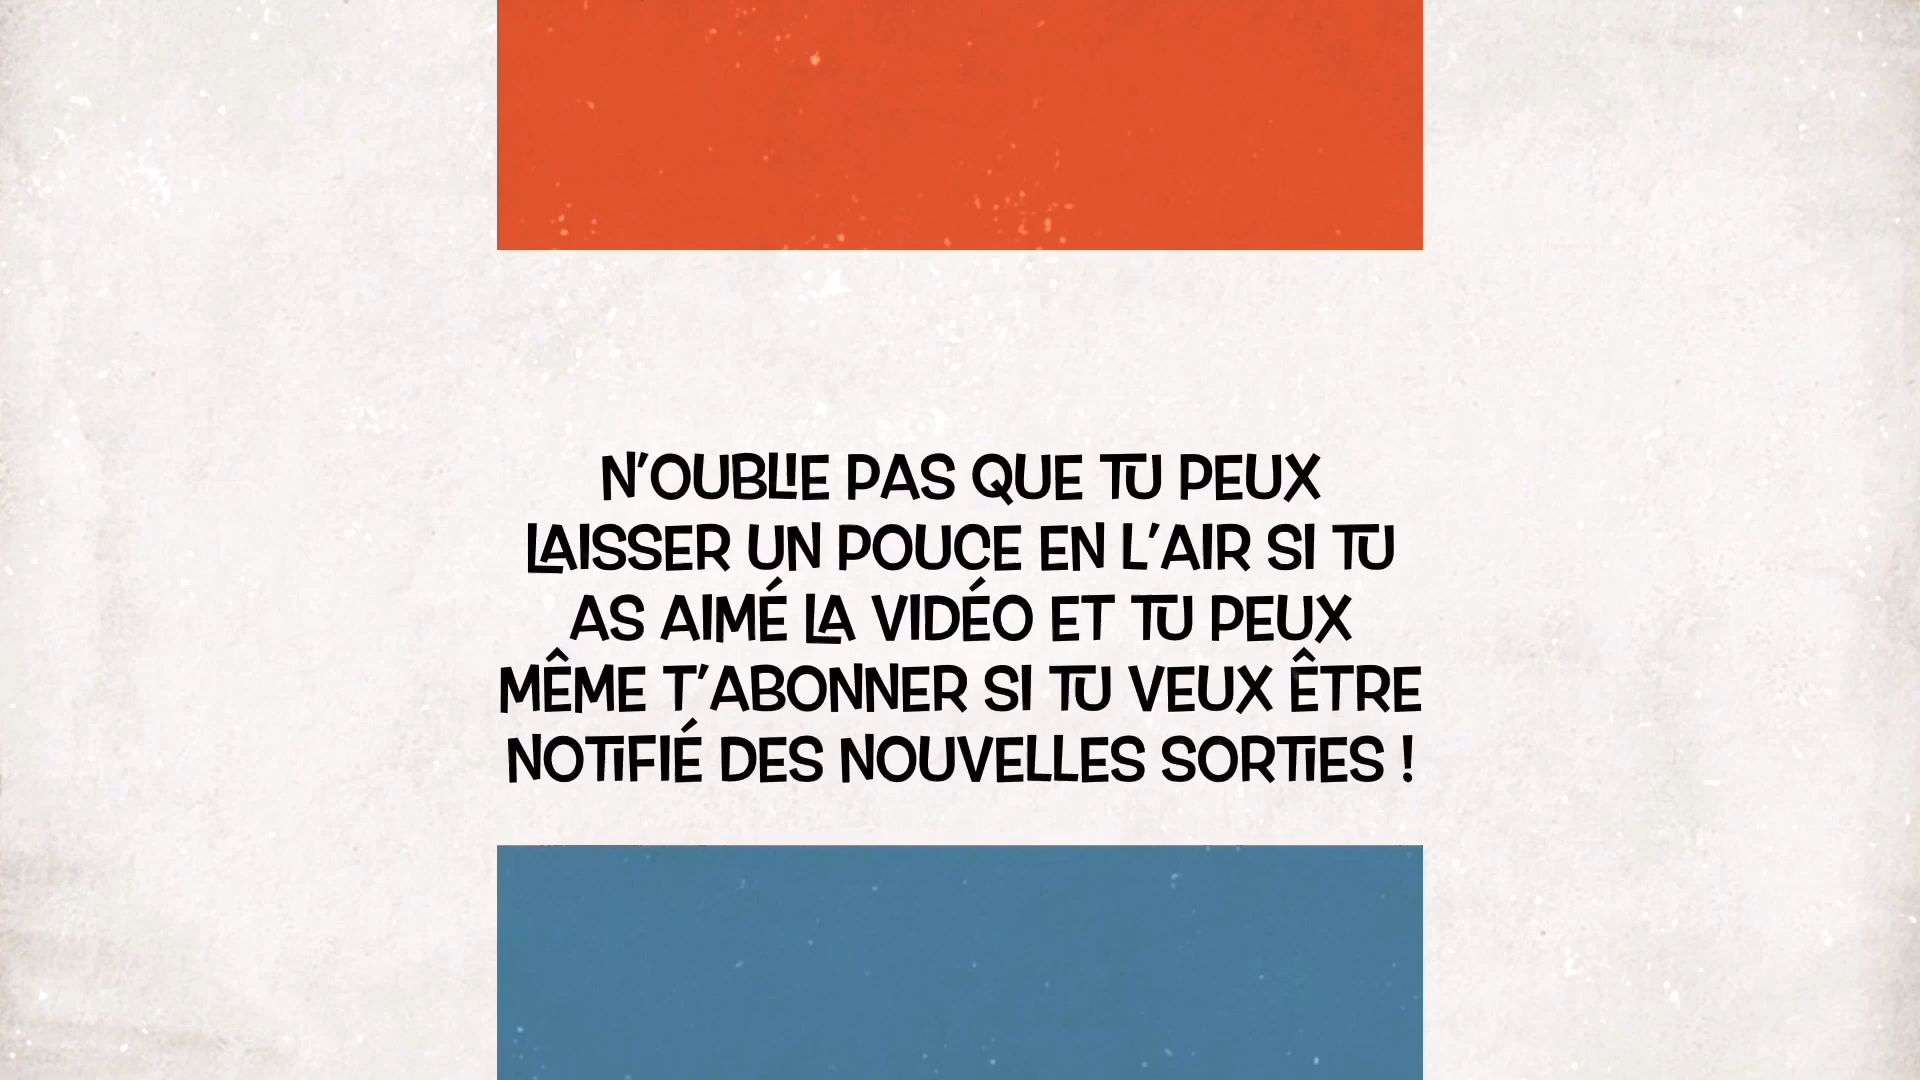 N'OUBLIE PAS QUE TU PEUX
LAISSER UN POUCE EN L'AIR SI TU
AS AIMÉ LA VIDÉO ET TU PEUX
MÊME T'ABONNER SI TU VEUX ÊTRE
NOTIFIÉ DES NOUVELLES SORTIES !